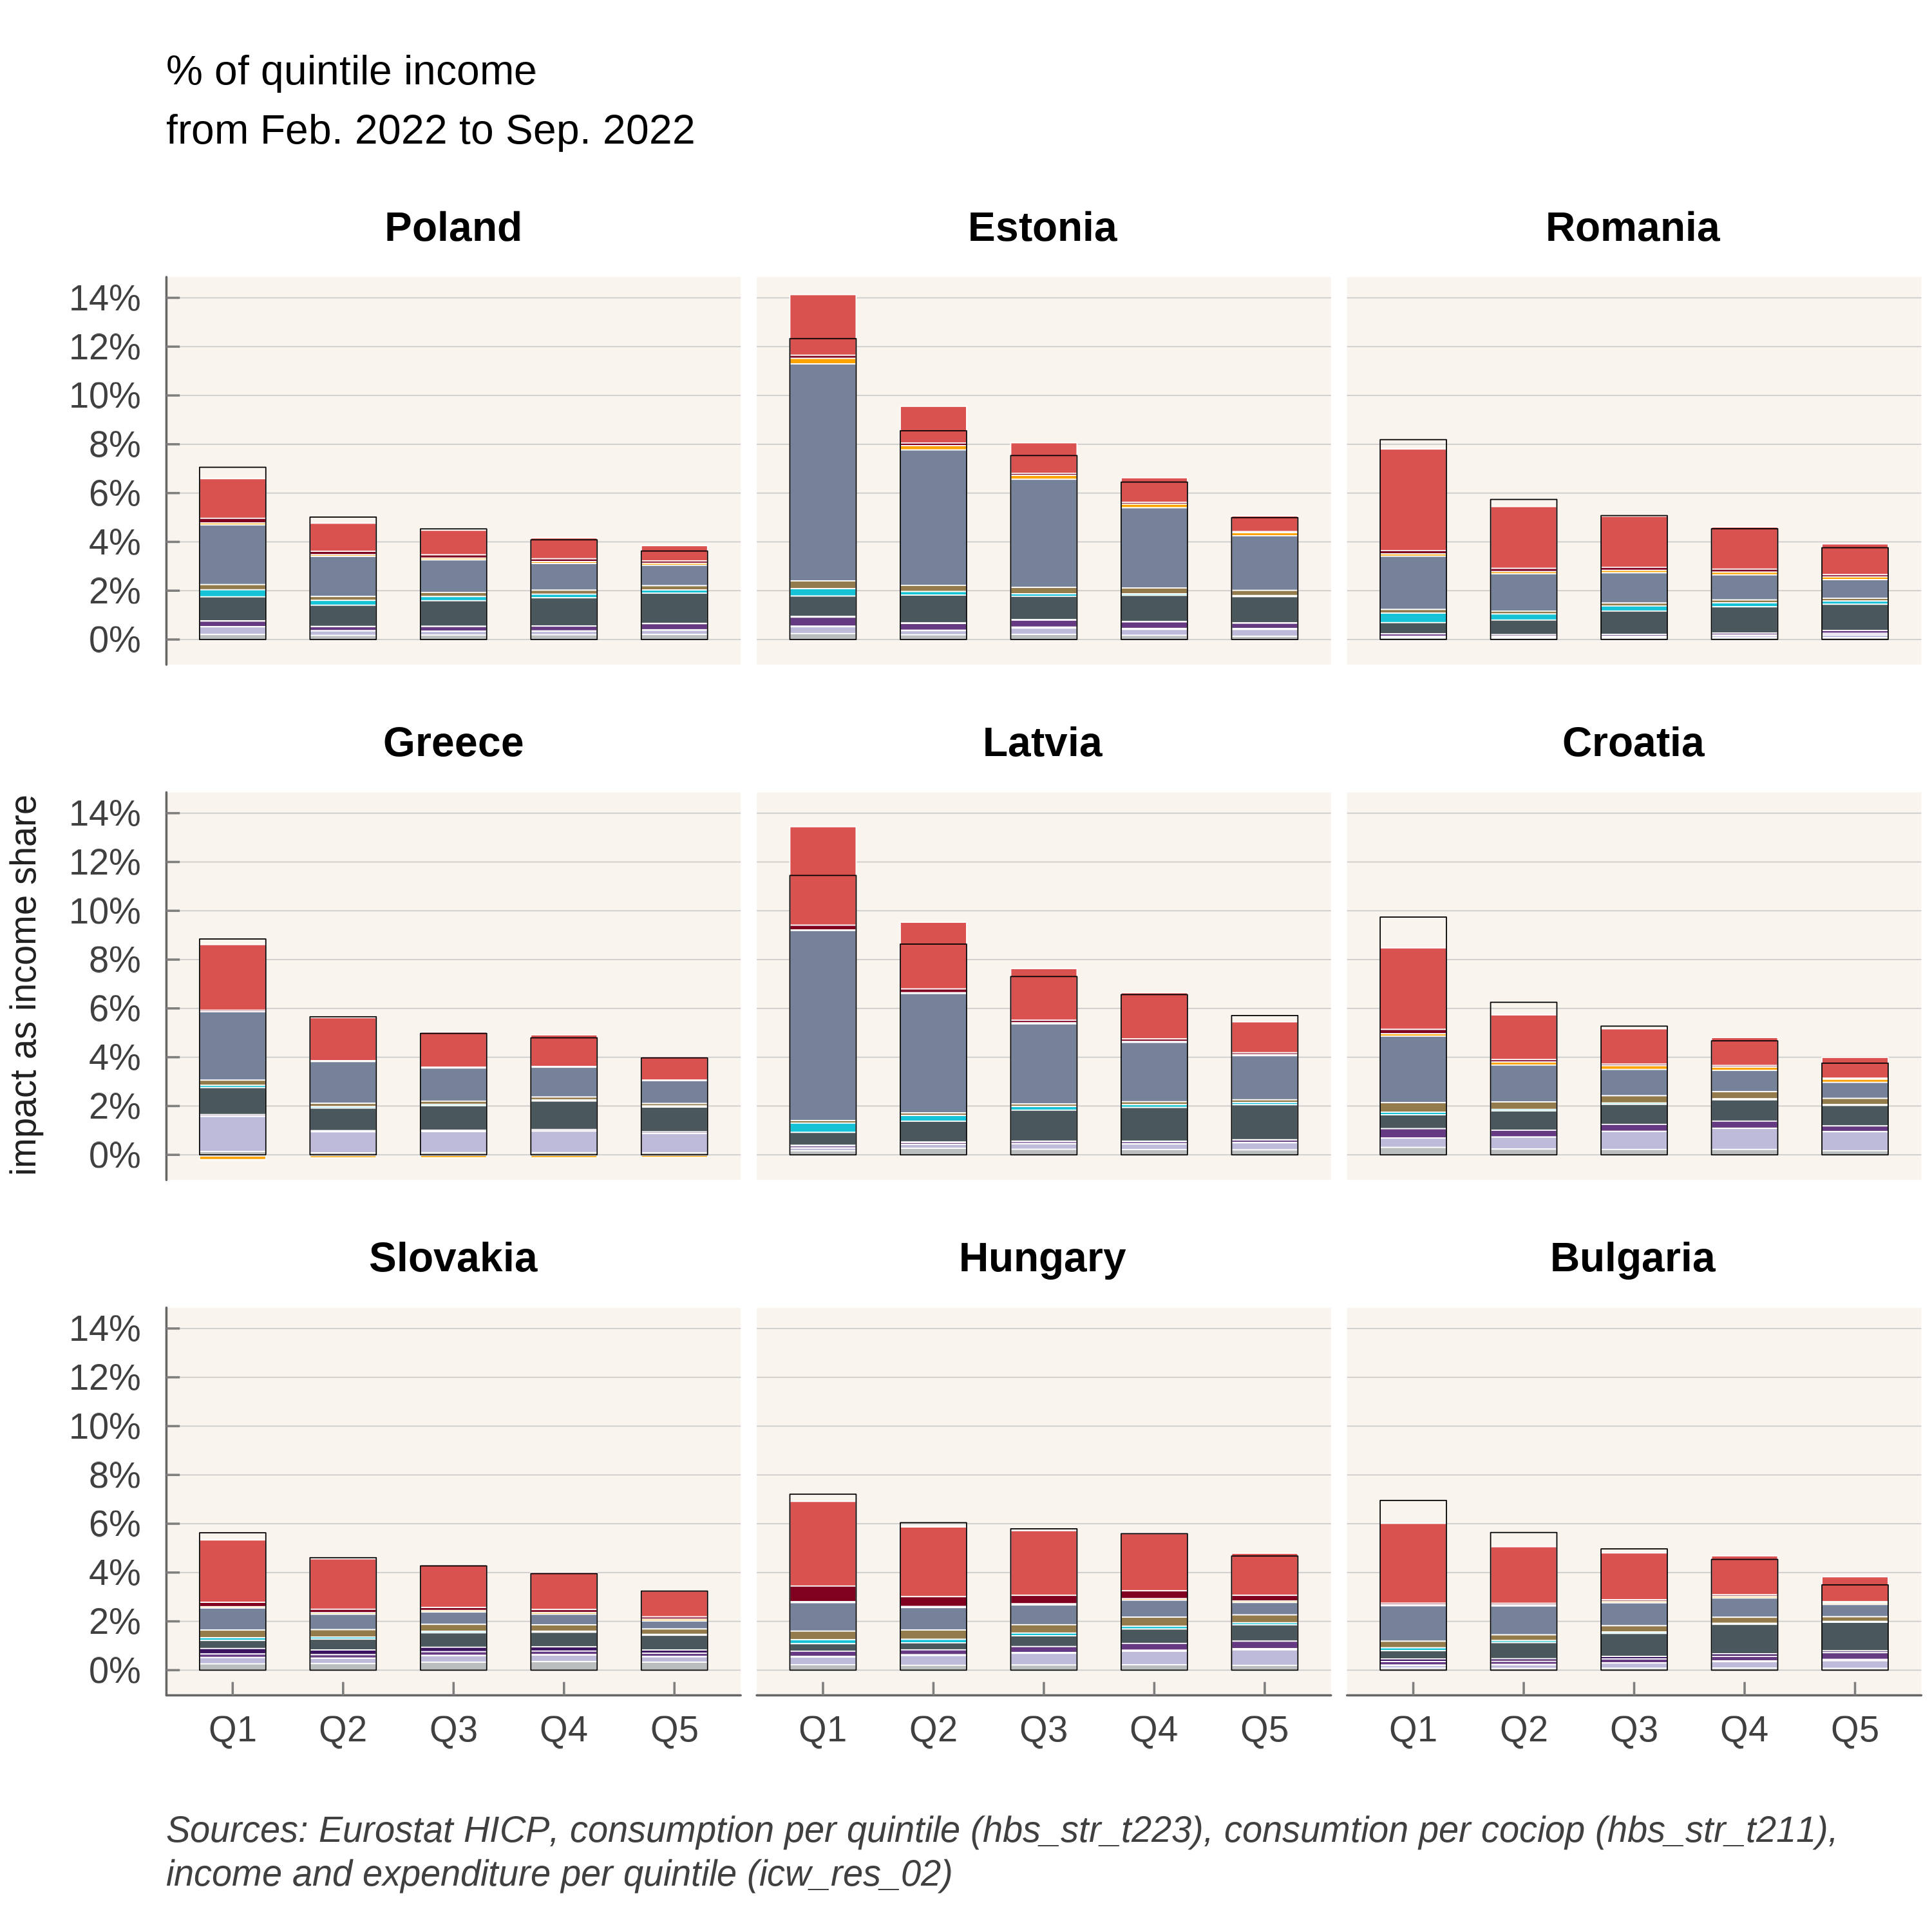 % of quintile income
from Feb. 2022 to Sep. 2022
Poland
Estonia
Romania
14%
12%
10%
8%
6%
4%
2%
0%
Greece
Latvia
Croatia
impact as income share
14%
12%
10%
8%
6%
4%
2%
0%
Slovakia
Hungary
Bulgaria
14%
12%
10%
8%
6%
4%
2%
0%
Q1 Q2 Q3 Q4 Q5 Q1 Q2 Q3 Q4 Q5 Q1 Q2 Q3 Q4 Q5
Sources: Eurostat HICP, consumption per quintile (hbs_str_t223), consumtion per cociop (hbs_str_t211),
income and expenditure per quintile (icw_res_02)